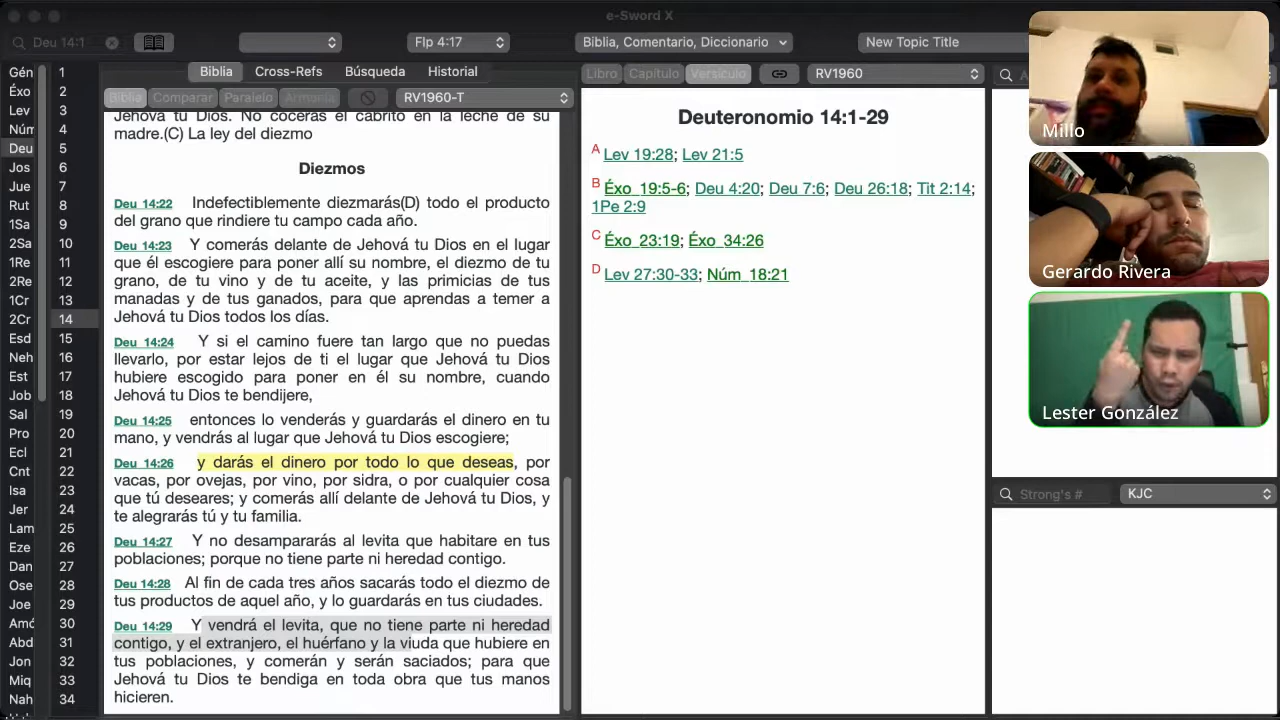 e-Sword X
Deu 14:1
Flp 4:17
Biblia, Comentario, Diccionario
New Topic Title
Biblia
Cross-Refs
Búsqueda
Historial
Biblia
Comparar
Paralelo
Armonía
RV1960-T
Libro
Capítulo
Versículo
RV1960
Gén
Éxo
Lev
Núm
Deu
Jos
Jue
Rut
1Sa
2Sa
1Re
2Re
1Cr
2Cr
Esd
Neh
Est
Job
Sal
Pro
Ecl
Cnt
Isa
Jer
Lam
Eze
Dan
Ose
Joe
Amó
Abd
Jon
Miq
Nah
1
2
3
4
5
6
7
8
9
10
11
12
13
14
15
16
17
18
19
20
21
22
23
24
25
26
27
28
29
30
31
32
33
34
Jehová tu Dios. No cocerás el cabrito en la leche de su
madre.(C) La ley del diezmo
Diezmos
Deu 14:22 Indefectiblemente diezmarás(D) todo el producto
del grano que rindiere tu campo cada año.
Deu 14:23 Y comerás delante de Jehová tu Dios en el lugar
que él escogiere para poner allí su nombre, el diezmo de tu
grano, de tu vino y de tu aceite, y las primicias de tus
manadas y de tus ganados, para que aprendas a temer a
Jehová tu Dios todos los días.
Deu 14:24 Y si el camino fuere tan largo que no puedas
llevarlo, por estar lejos de ti el lugar que Jehová tu Dios
hubiere escogido para poner en él su nombre, cuando
Jehová tu Dios te bendijere,
Deu 14:25 entonces lo venderás y guardarás el dinero en tu
mano, y vendrás al lugar que Jehová tu Dios escogiere;
Deu 14:26 y darás el dinero por todo lo que deseas, por
vacas, por ovejas, por vino, por sidra, o por cualquier cosa
que tú deseares; y comerás allí delante de Jehová tu Dios, y
te alegrarás tú y tu familia.
Deu 14:27 Y no desampararás al levita que habitare en tus
poblaciones; porque no tiene parte ni heredad contigo.
Deu 14:28 Al fin de cada tres años sacarás todo el diezmo de
tus productos de aquel año, y lo guardarás en tus ciudades.
Deu 14:29 Y vendrá el levita, que no tiene parte ni heredad
contigo, y el extranjero, el huérfano y la viuda que hubiere en
tus poblaciones, y comerán y serán saciados; para que
Jehová tu Dios te bendiga en toda obra que tus manos
hicieren.
Deuteronomio 14:1-29
A Lev 19:28; Lev 21:5
B Éxo_19:5-6; Deu 4:20; Deu 7:6; Deu 26:18; Tit 2:14;
1Pe 2:9
C Éxo_23:19; Éxo_34:26
D Lev 27:30-33; Núm_18:21
Millo
Gerardo Rivera
Lester González
Strong's #
KJC